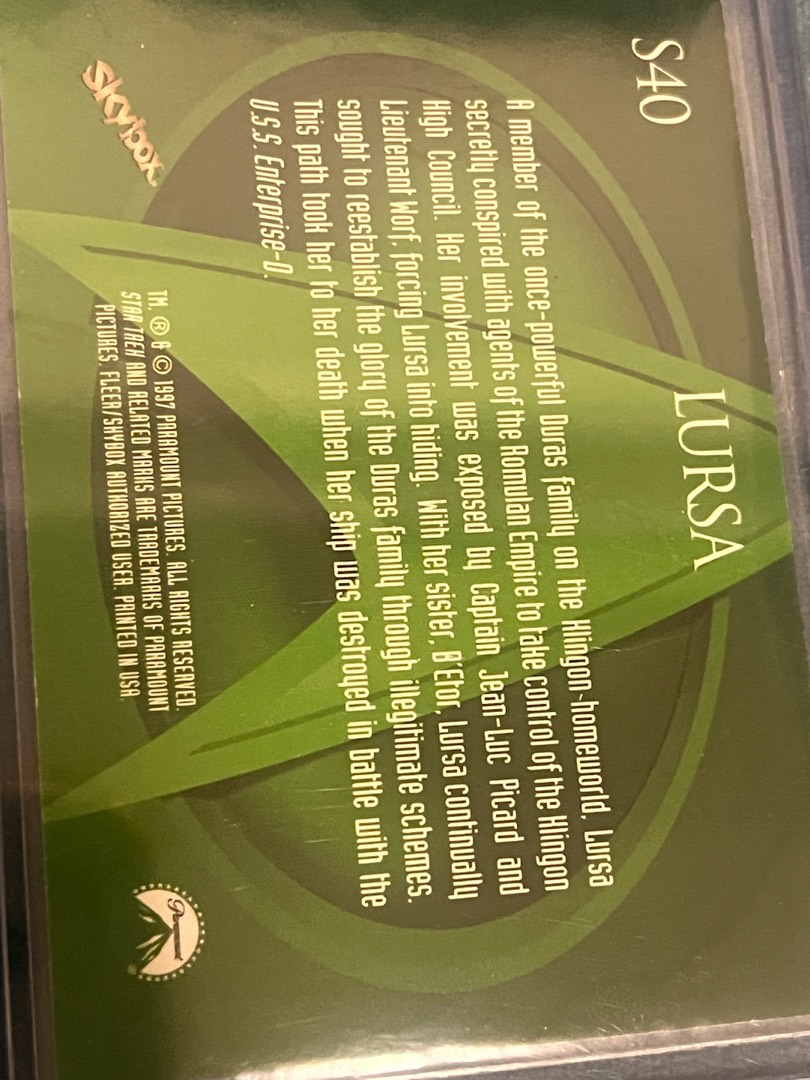 S40
LURSA
A member of the once-powerful Duras family on the Klingon homeworld, Lursa
secretly conspired with agents of the Romulan Empire to take control of the Klingon
High Council. Her involvement was exposed by Captain Jean-Luc Picard and
Lieutenant Worf, forcing Lursa into hiding. With her sister, B'Etor, Lursa continually
sought to reestablish the glory of the Duras family through illegitimate schemes.
This path took her to her death when her ship was destroyed in battle with the
U.S.S. Enterprise-D.
TM, ® & © 1997 PARAMOUNT PICTURES. ALL RIGHTS RESERVED.
STAR TREK AND RELATED MARKS ARE TRADEMARKS OF PARAMOUNT
PICTURES. FLEER/SKYBOX AUTHORIZED USER. PRINTED IN USA.
SKYbox
Paramount